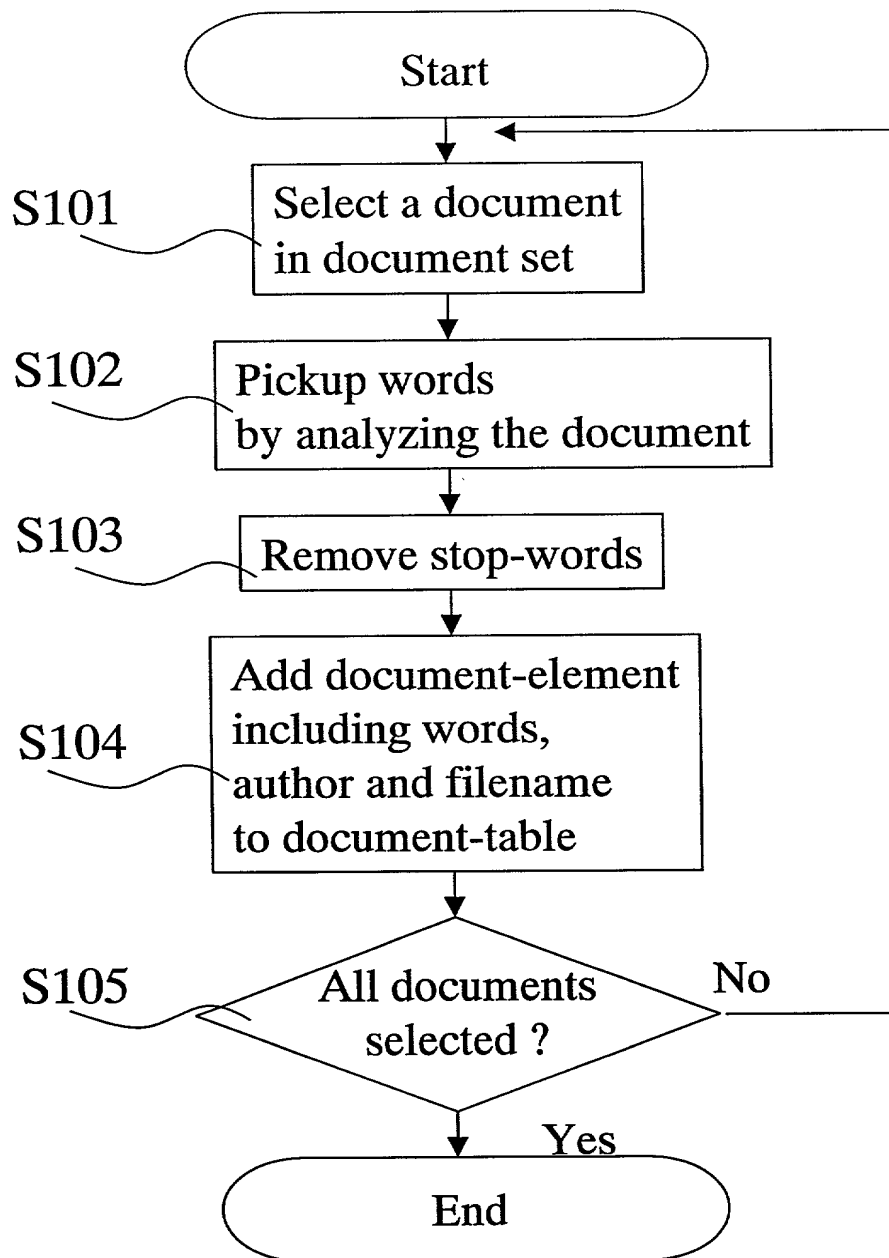 Start
S101
Select a document
in document set
S102
Pickup words
by analyzing the document
S103
Remove stop-words
S104
Add document-element
including words,
author and filename
to document-table
S105
All documents
selected ?
No
Yes
End